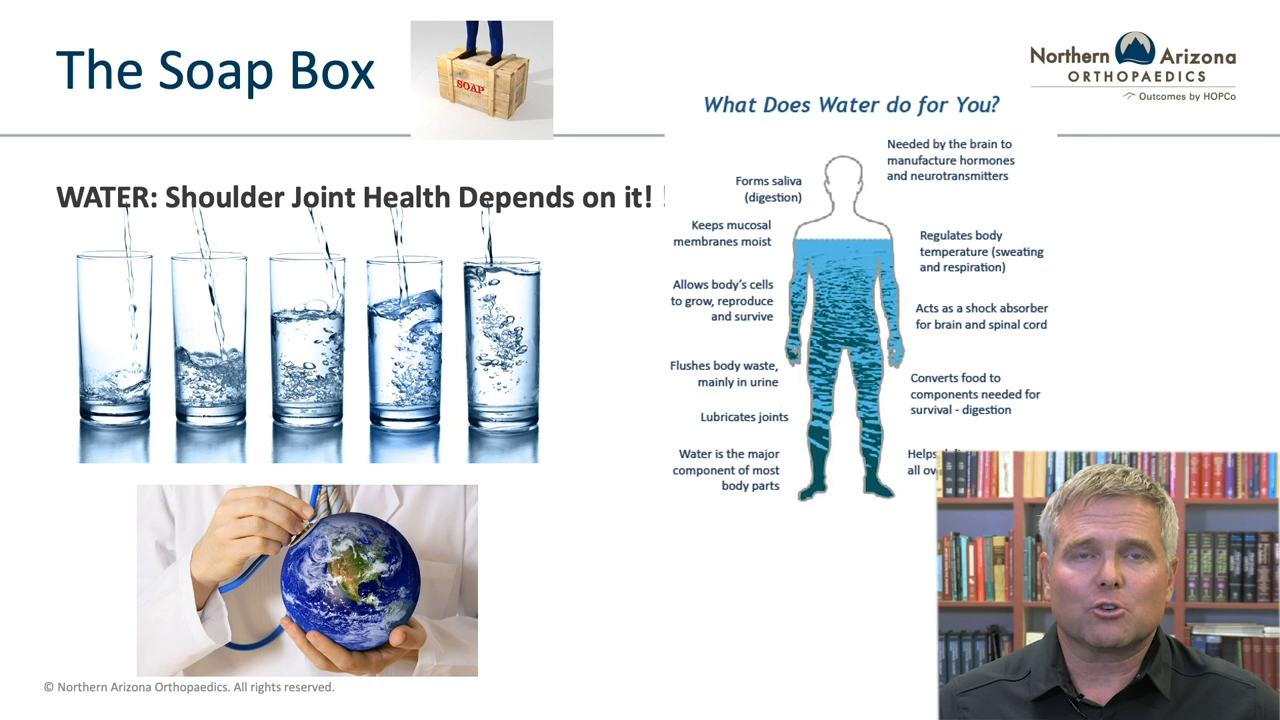 The Soap Box
SOAP
Northern Arizona
ORTHOPAEDICS
Outcomes by HOPCo
WATER: Shoulder Joint Health Depends on it!
What Does Water do for You?
Forms saliva
(digestion)
Keeps mucosal
membranes moist
Allows body's cells
to grow, reproduce
and survive
Flushes body waste,
mainly in urine
Lubricates joints
Water is the major
component of most
body parts
Needed by the brain to
manufacture hormones
and neurotransmitters
Regulates body
temperature (sweating
and respiration)
Acts as a shock absorber
for brain and spinal cord
Converts food to
components needed for
survival - digestion
Helps
all
© Northern Arizona Orthopaedics. All rights reserved.